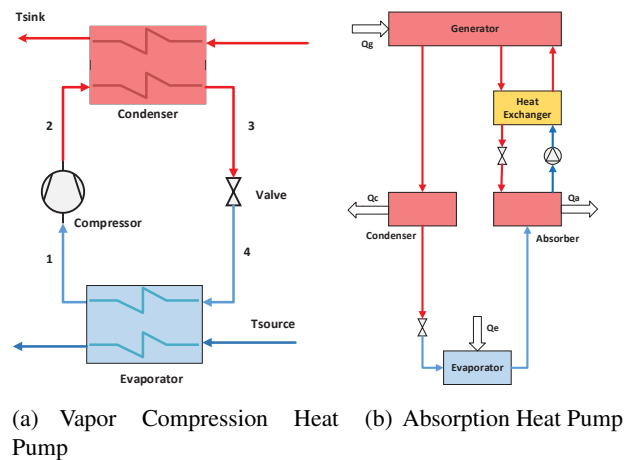 Tsink
Condenser
2
3
Compressor
Valve
1
4
Tsource
Evaporator
(a) Vapor Compression Heat
Pump
Qg
Generator
Heat
Exchanger
Qc
Condenser
Qa
Absorber
Qe
Evaporator
(b) Absorption Heat Pump